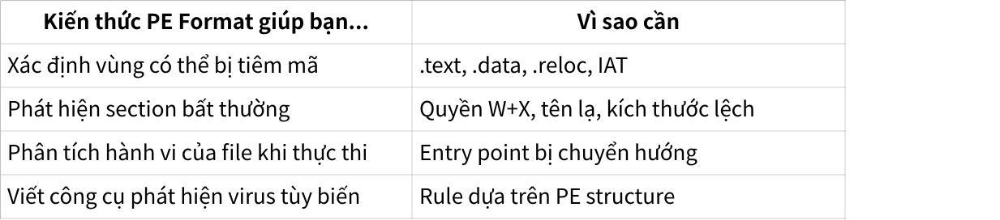 Kiến thức PE Format giúp bạn... Vì sao cần
Xác định vùng có thể bị tiêm mã .text, .data, .reloc, IAT
Phát hiện section bất thường Quyền W+X, tên lạ, kích thước lệch
Phân tích hành vi của file khi thực thi Entry point bị chuyển hướng
Viết công cụ phát hiện virus tùy biến Rule dựa trên PE structure